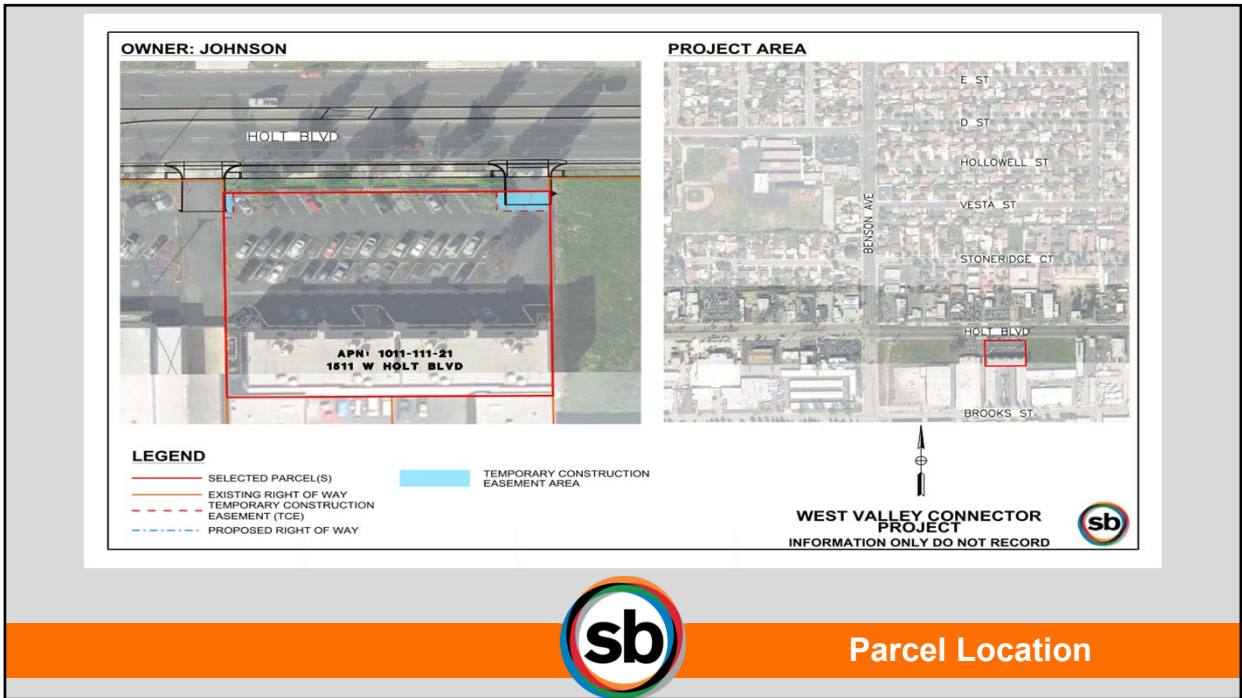 OWNER: JOHNSON
HOLT BLVD
APN: 1011-111-21
1511 W HOLT BLVD
PROJECT AREA
E ST
D ST
HOLLOWELL ST
VESTA ST
BENSON AVE
STONERIDGE CT
HOLT BLVD
BROOKS ST
LEGEND
SELECTED PARCEL(S)
EXISTING RIGHT OF WAY
TEMPORARY CONSTRUCTION
EASEMENT (TCE)
PROPOSED RIGHT OF WAY
TEMPORARY CONSTRUCTION
EASEMENT AREA
WEST VALLEY CONNECTOR
PROJECT
INFORMATION ONLY DO NOT RECORD
sb
sb
Parcel Location